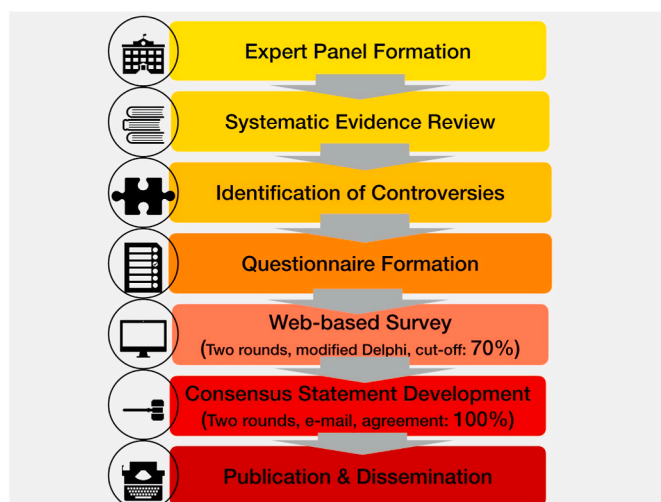 Expert Panel Formation
Systematic Evidence Review
Identification of Controversies
Questionnaire Formation
Web-based Survey
(Two rounds, modified Delphi, cut-off: 70%)
Consensus Statement Development
(Two rounds, e-mail, agreement: 100%)
Publication & Dissemination